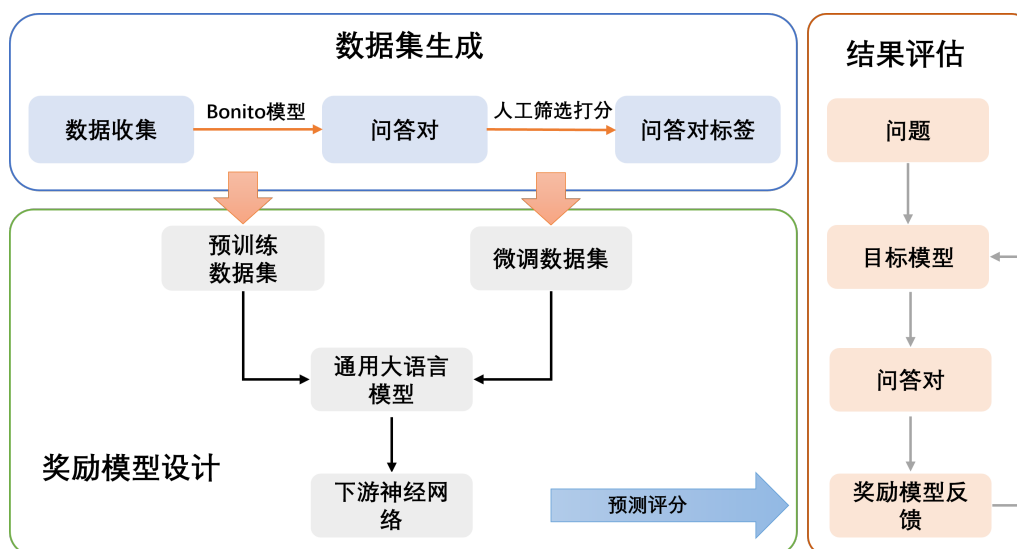 数据集生成
数据收集
Bonito模型
问答对
人工筛选打分
问答对标签
预训练
数据集
微调数据集
通用大语言
模型
奖励模型设计
下游神经网
络
预测评分
结果评估
问题
目标模型
问答对
奖励模型反
馈